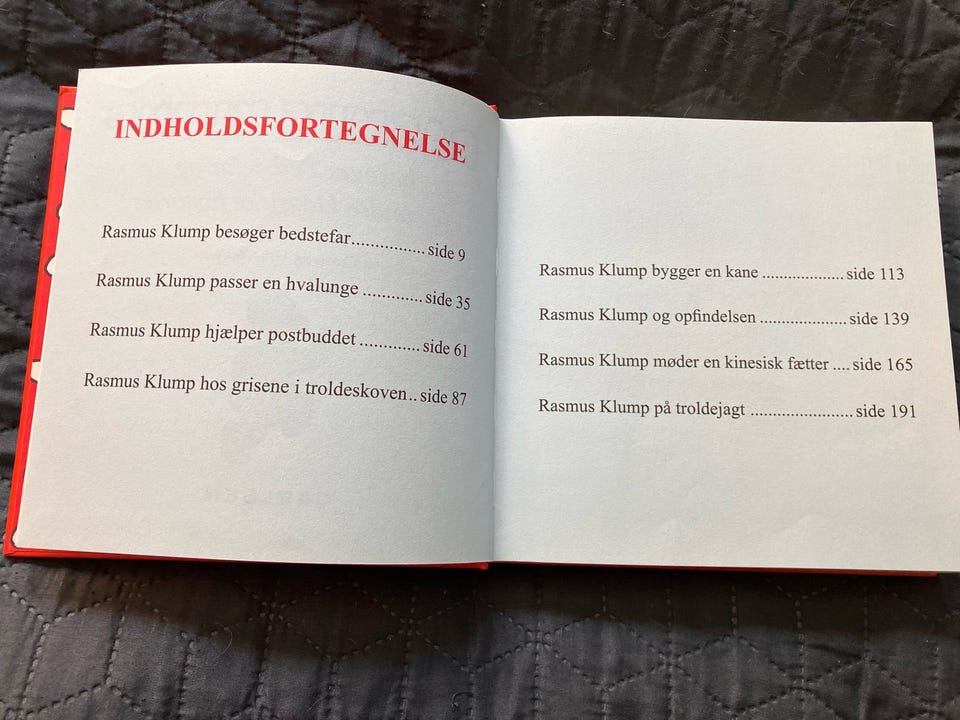 INDHOLDSFORTEGNELSE
Rasmus Klump besøger bedstefar............... side 9
Rasmus Klump passer en hvalunge ............ side 35
Rasmus Klump hjælper postbuddet ............ side 61
Rasmus Klump hos grisene i troldeskoven.. side 87
Rasmus Klump bygger en kane .................. side 113
Rasmus Klump og opfindelsen ................... side 139
Rasmus Klump møder en kinesisk fætter .... side 165
Rasmus Klump på troldejagt ...................... side 191